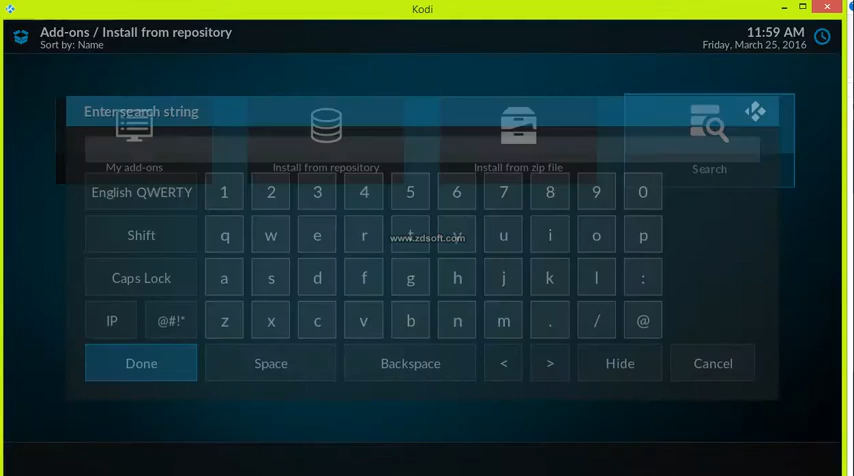 Kodi
Add-ons / Install from repository
Sort by: Name
11:59 AM
Friday, March 25, 2016
Enter search string
My add-ons
Install from repository
Install from zip file
Search
English QWERTY 1 2 3 4 5 6 7 8 9 0
Shift q w e r t y u i o p
www.zdsoft.com
Caps Lock a s d f g h j k l :
IP @#!* z x c v b n m . / @
Done Space Backspace < > Hide Cancel